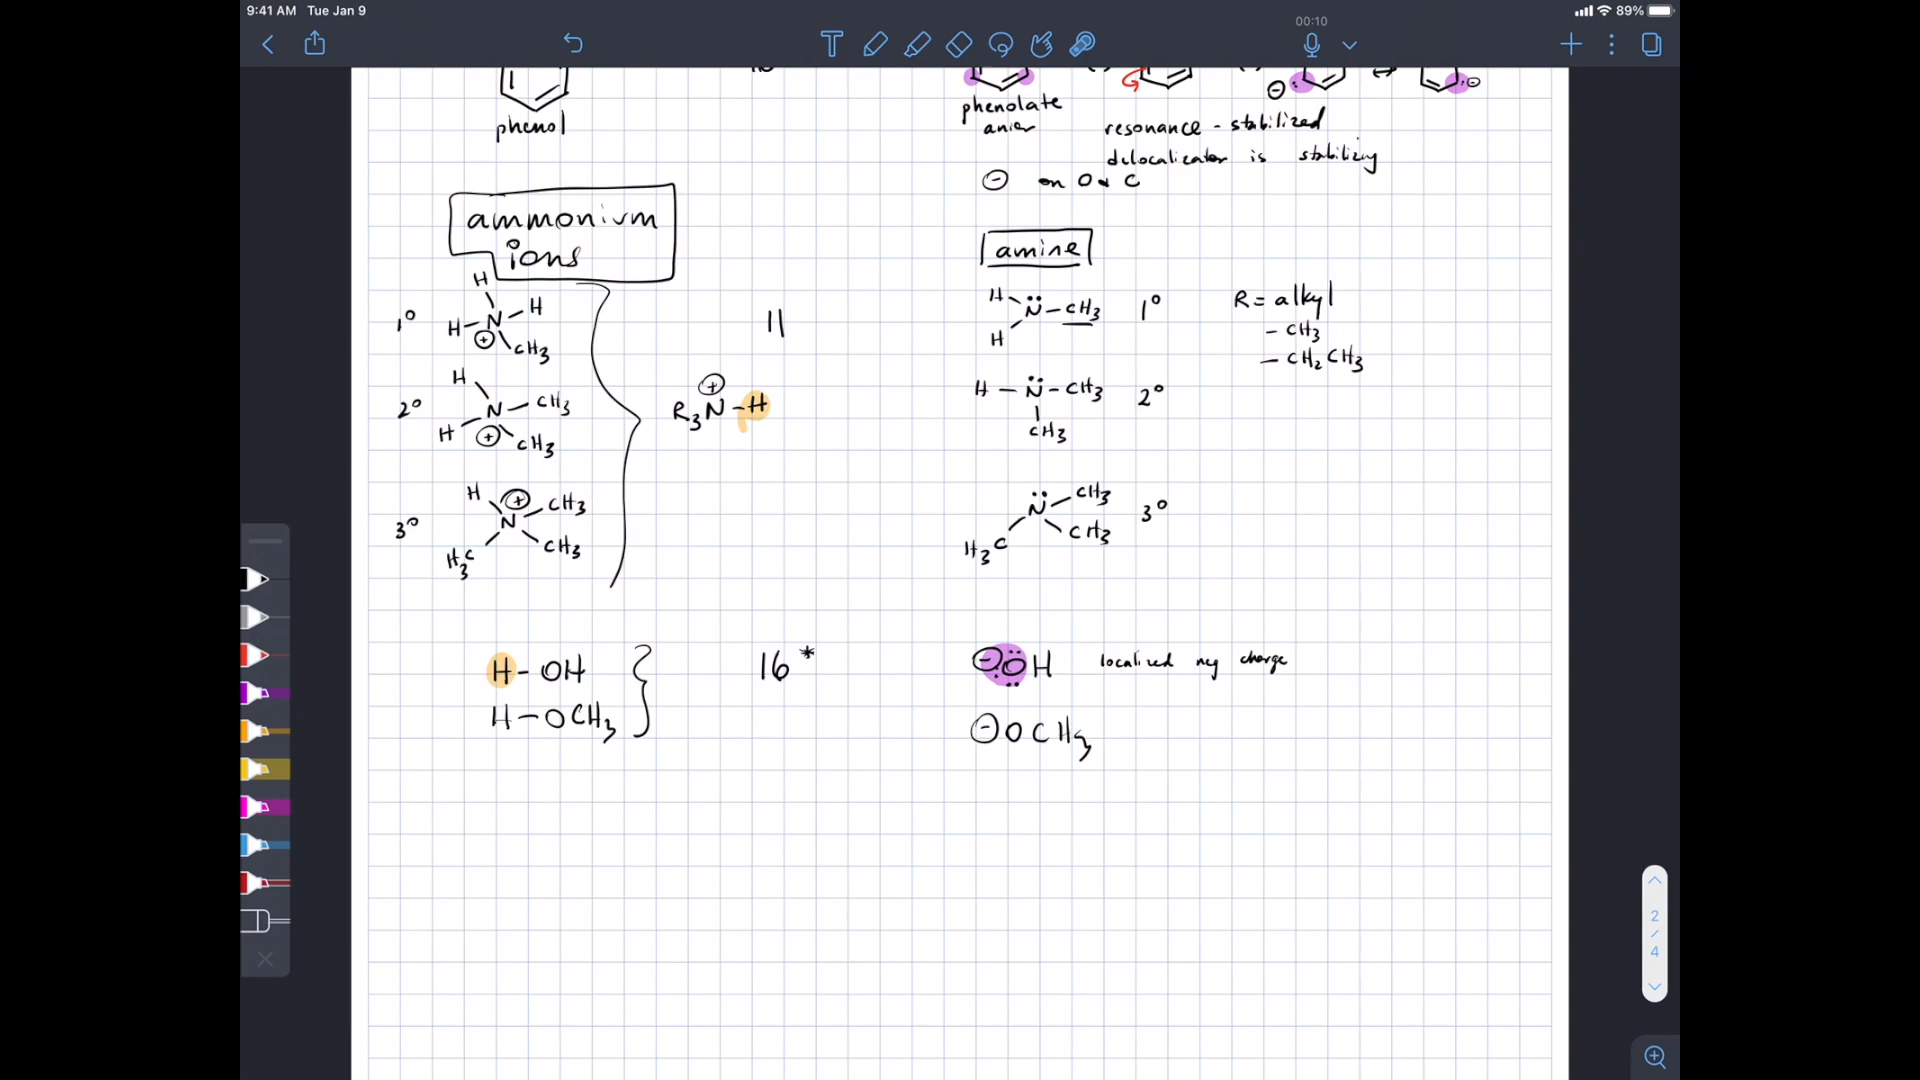 9:41 AM Tue Jan 9
89%
00:10
phenol
phenolate
anion
resonance - stabilized
delocalization is stabilizing
⊖ on O & C
ammonium
ions
amine
1° H H H N ⊕ CH3
11
H H N̈ - CH3 1°
R = alkyl
- CH3
- CH2CH3
2° H H N ⊕ CH3 CH3
R3N⊕-H
H - N̈ - CH3 2°
CH3
3° H N ⊕ CH3 CH3 H3C
N̈ CH3 CH3 H3C 3°
H - OH
16*
⊖OH localized neg charge
H - OCH3
⊖OCH3
2
/
4